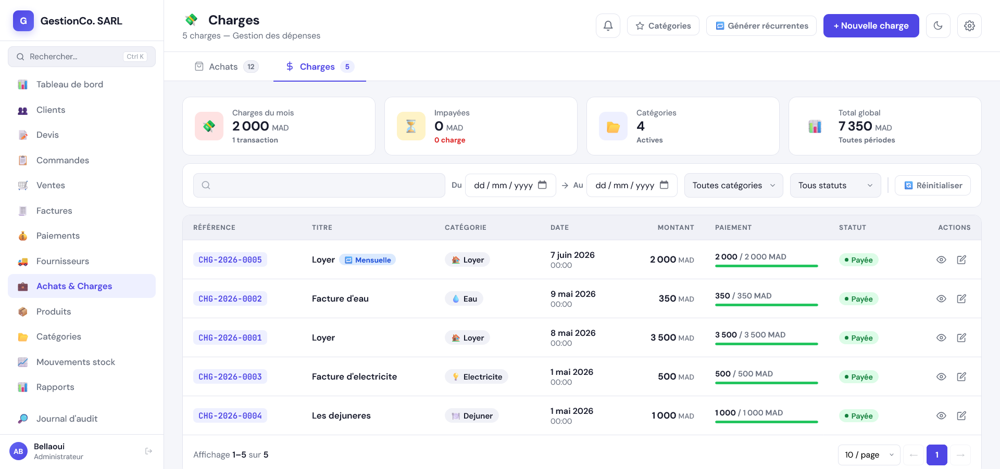 G GestionCo. SARL
Rechercher... Ctrl K
Tableau de bord
Clients
Devis
Commandes
Ventes
Factures
Paiements
Fournisseurs
Achats & Charges
Produits
Catégories
Mouvements stock
Rapports
Journal d'audit
AB Bellaoui
Administrateur
Charges
5 charges — Gestion des dépenses
Catégories
Générer récurrentes
+ Nouvelle charge
Achats 12
Charges 5
Charges du mois
2 000 MAD
1 transaction
Impayées
0 MAD
0 charge
Catégories
4
Actives
Total global
7 350 MAD
Toutes périodes
Du dd / mm / yyyy → Au dd / mm / yyyy Toutes catégories Tous statuts Réinitialiser
RÉFÉRENCE TITRE CATÉGORIE DATE MONTANT PAIEMENT STATUT ACTIONS
CHG-2026-0005 Loyer Mensuelle Loyer 7 juin 2026 00:00 2 000 MAD 2 000 / 2 000 MAD Payée
CHG-2026-0002 Facture d'eau Eau 9 mai 2026 00:00 350 MAD 350 / 350 MAD Payée
CHG-2026-0001 Loyer Loyer 8 mai 2026 00:00 3 500 MAD 3 500 / 3 500 MAD Payée
CHG-2026-0003 Facture d'electricite Electricite 1 mai 2026 00:00 500 MAD 500 / 500 MAD Payée
CHG-2026-0004 Les dejuneres Dejuner 1 mai 2026 00:00 1 000 MAD 1 000 / 1 000 MAD Payée
Affichage 1–5 sur 5
10 / page ← 1 →